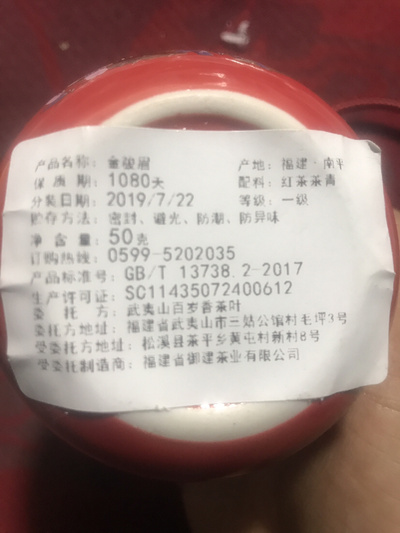 产品名称：金骏眉 产地：福建·南平
保质期：1080天 配料：红茶茶青
分装日期：2019/7/22 等级：一级
贮存方法：密封、避光、防潮、防异味
净含量：50克
订购热线：0599-5202035
产品标准号：GB/T 13738.2-2017
生产许可证：SC11435072400612
委托方：武夷山百岁香茶叶
委托方地址：福建省武夷山市三姑公馆村毛坪3号
受委托方地址：松溪县茶平乡黄屯村新村8号
受委托制造商：福建省御建茶业有限公司